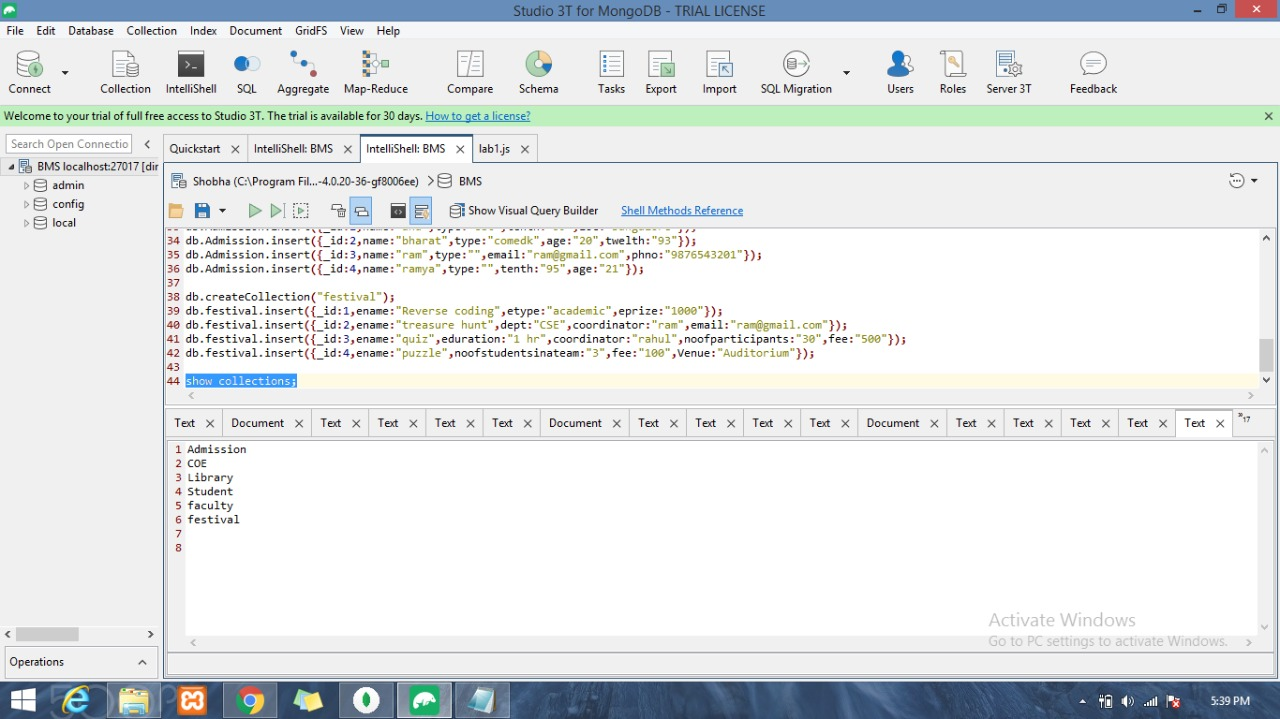 Studio 3T for MongoDB - TRIAL LICENSE
File Edit Database Collection Index Document GridFS View Help
Connect Collection IntelliShell SQL Aggregate Map-Reduce Compare Schema Tasks Export Import SQL Migration Users Roles Server 3T Feedback
Welcome to your trial of full free access to Studio 3T. The trial is available for 30 days. How to get a license?
Search Open Connectio
Quickstart IntelliShell: BMS IntelliShell: BMS lab1.js
BMS localhost:27017 [dir
admin
config
local
Shobha (C:\Program Fil...-4.0.20-36-gf8006ee) BMS
Show Visual Query Builder Shell Methods Reference
34 db.Admission.insert({_id:2,name:"bharat",type:"comedk",age:"20",twelth:"93"});
35 db.Admission.insert({_id:3,name:"ram",type:"",email:"ram@gmail.com",phno:"9876543201"});
36 db.Admission.insert({_id:4,name:"ramya",type:"",tenth:"95",age:"21"});
37
38 db.createCollection("festival");
39 db.festival.insert({_id:1,ename:"Reverse coding",etype:"academic",eprize:"1000"});
40 db.festival.insert({_id:2,ename:"treasure hunt",dept:"CSE",coordinator:"ram",email:"ram@gmail.com"});
41 db.festival.insert({_id:3,ename:"quiz",eduration:"1 hr",coordinator:"rahul",noofparticipants:"30",fee:"500"});
42 db.festival.insert({_id:4,ename:"puzzle",noofstudentsinateam:"3",fee:"100",Venue:"Auditorium"});
43
44 show collections;
Text Document Text Text Text Text Document Text Text Text Text Document Text Text Text Text Text 17
1 Admission
2 COE
3 Library
4 Student
5 faculty
6 festival
7
8
Activate Windows
Go to PC settings to activate Windows.
Operations
5:39 PM